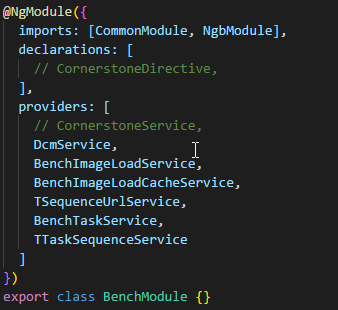 @NgModule({
  imports: [CommonModule, NgbModule],
  declarations: [
    // CornerstoneDirective,
  ],
  providers: [
    // CornerstoneService,
    DcmService,
    BenchImageLoadService,
    BenchImageLoadCacheService,
    TSequenceUrlService,
    BenchTaskService,
    TTaskSequenceService
  ]
})
export class BenchModule {}